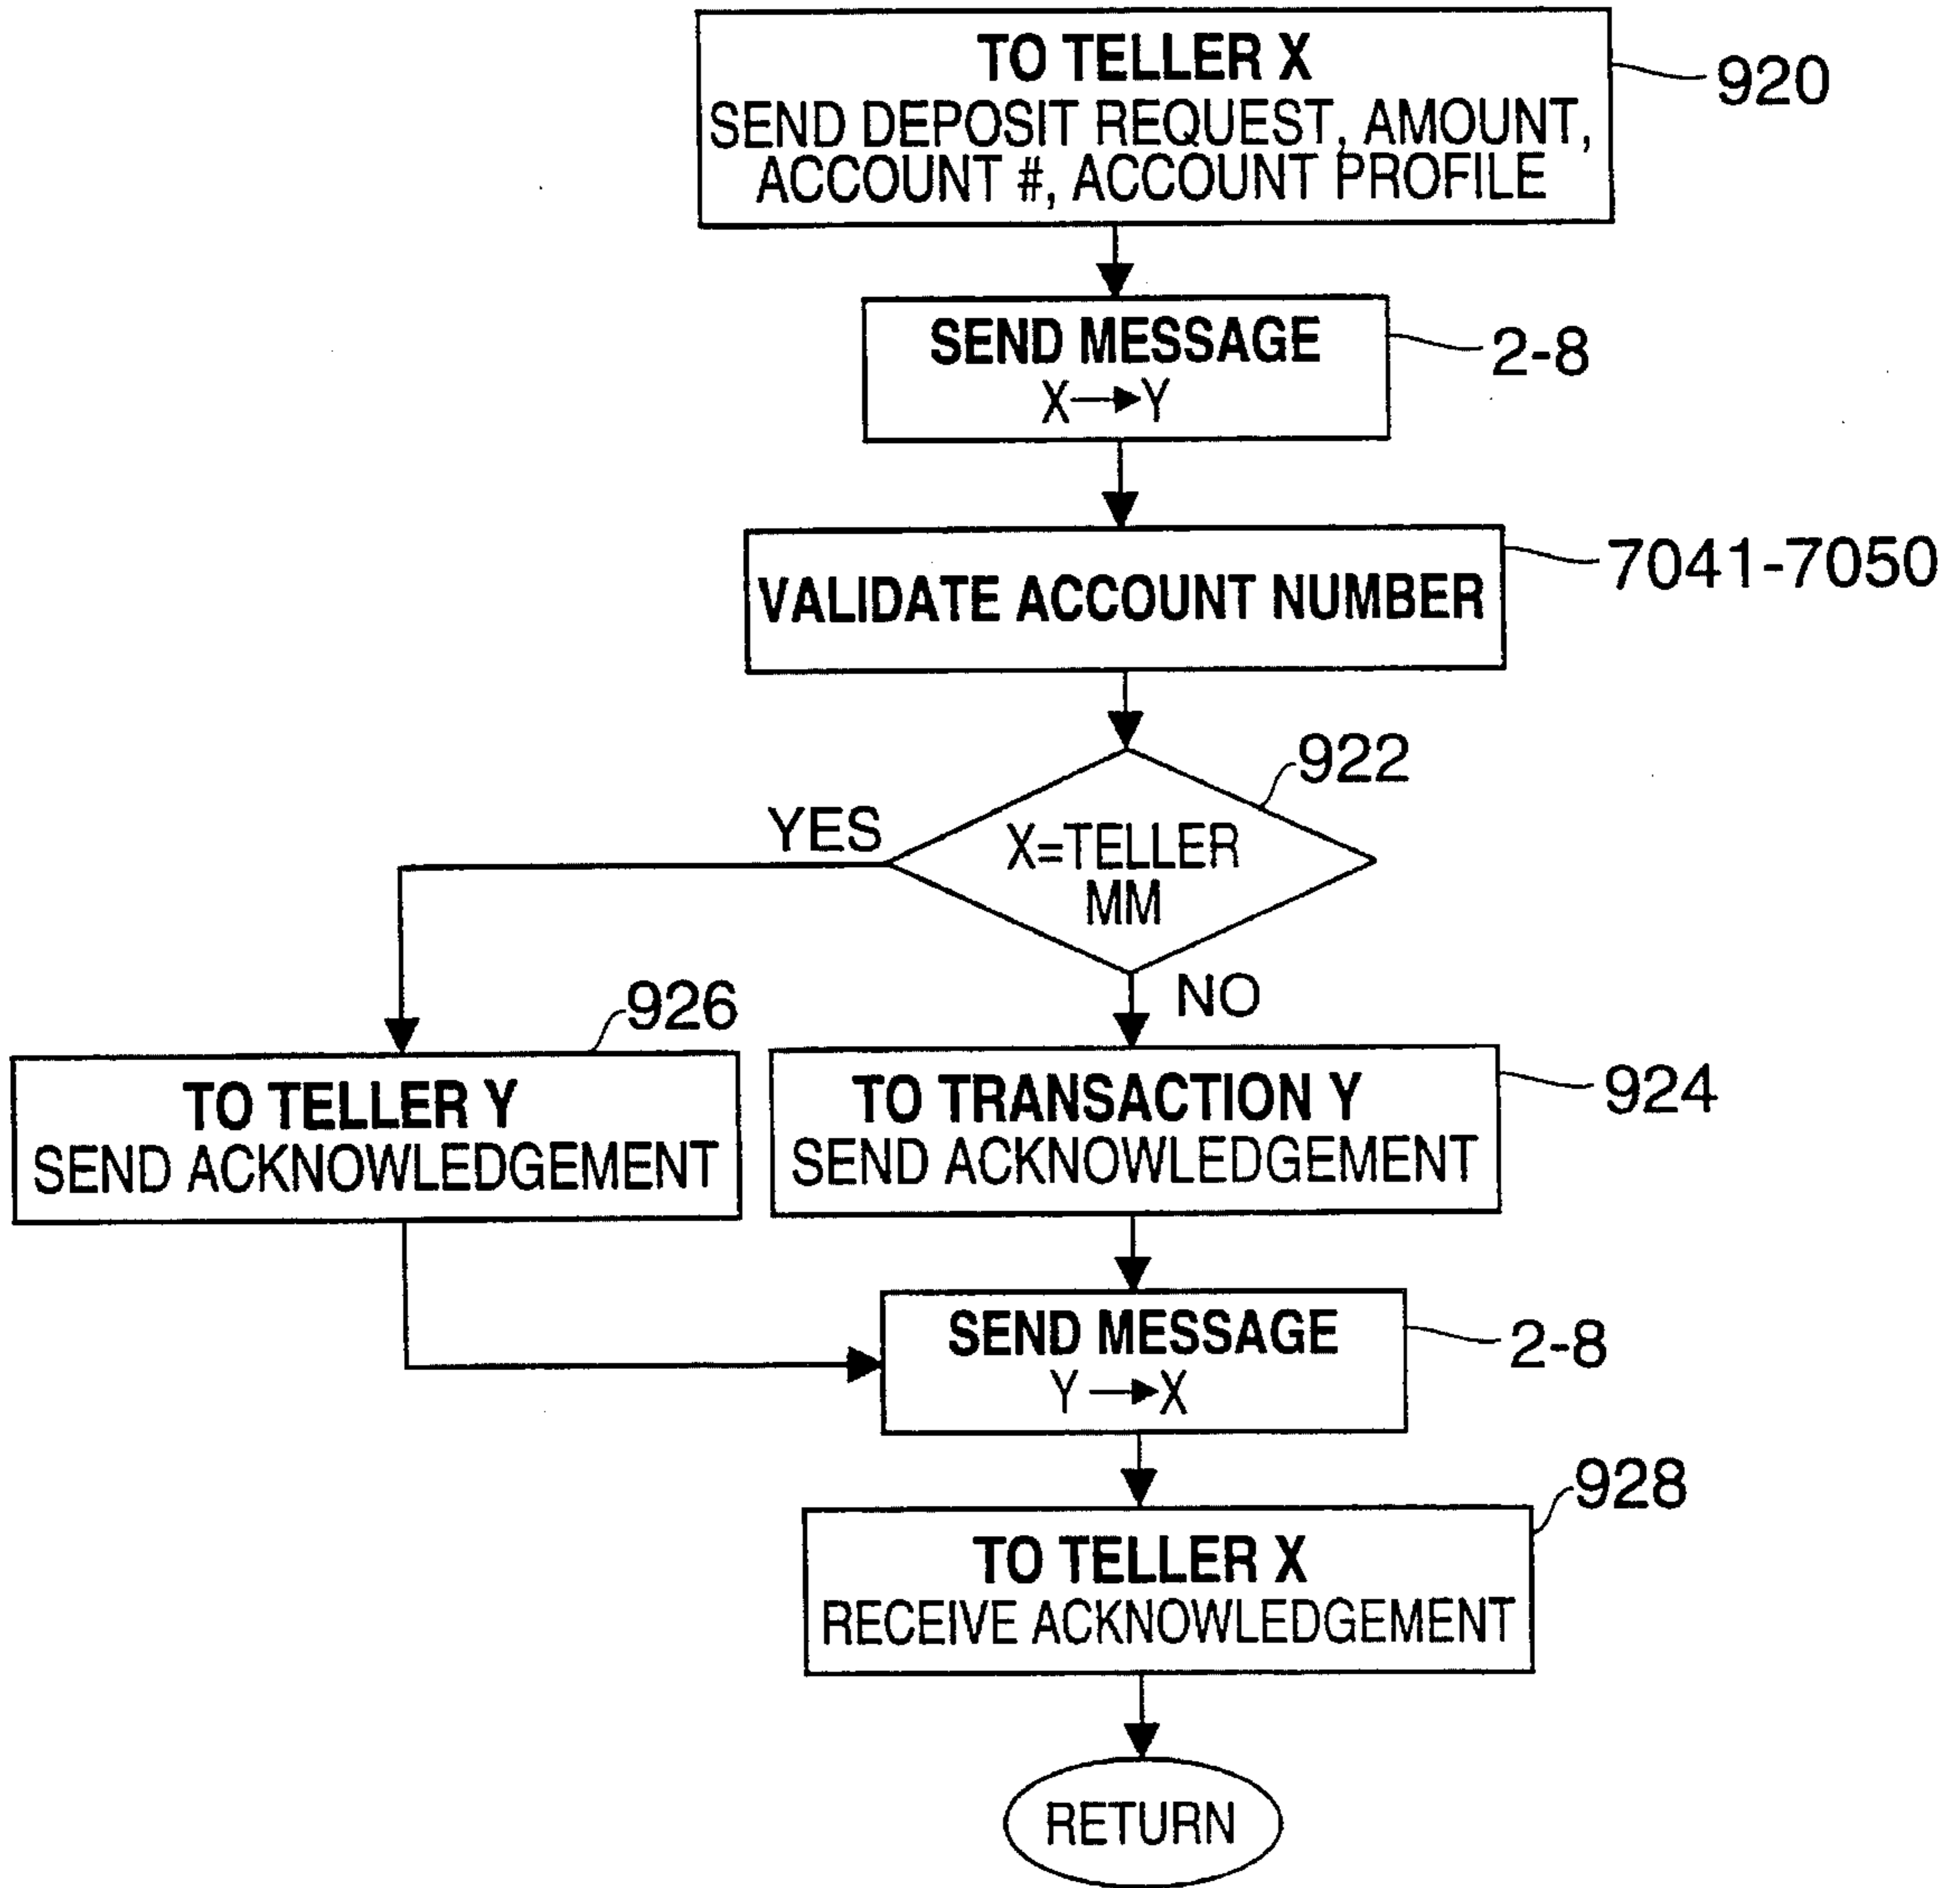 TO TELLER X
920
SEND DEPOSIT REQUEST, AMOUNT,
ACCOUNT #, ACCOUNT PROFILE
SEND MESSAGE
2-8
X→Y
7041-7050
VALIDATE ACCOUNT NUMBER
922
YES
X=TELLER
MM
NO
926
TO TELLER Y
SEND ACKNOWLEDGEMENT
924
TO TRANSACTION Y
SEND ACKNOWLEDGEMENT
SEND MESSAGE
2-8
Y→X
928
TO TELLER X
RECEIVE ACKNOWLEDGEMENT
RETURN